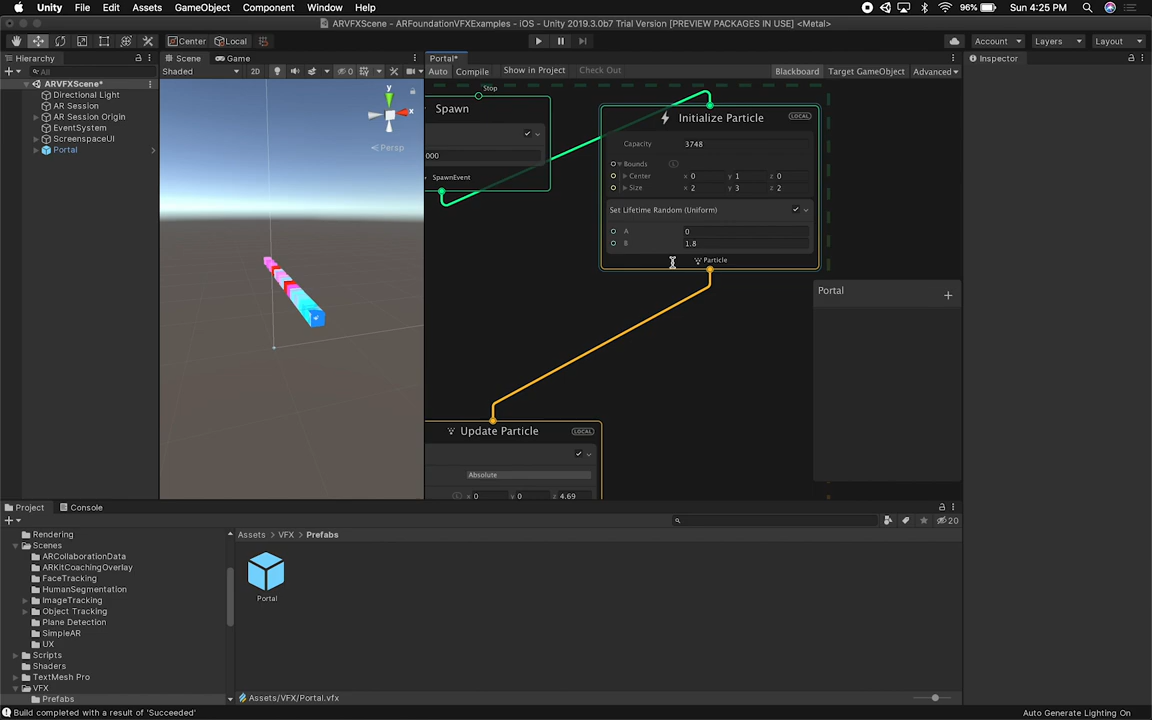 Unity File Edit Assets GameObject Component Window Help 96% Sun 4:25 PM
ARVFXScene - ARFoundationVFXExamples - iOS - Unity 2019.3.0b7 Trial Version [PREVIEW PACKAGES IN USE] <Metal>
Center Local Account Layers Layout
Hierarchy Scene Game Portal* Inspector
All Shaded 2D 0 Auto Compile Show in Project Check Out Blackboard Target GameObject Advanced
ARVFXScene*
Directional Light
AR Session
AR Session Origin
EventSystem
ScreenspaceUI
Portal
y
x
Persp
Stop
Spawn
000
SpawnEvent
Initialize Particle LOCAL
Capacity 3748
Bounds L
Center x 0 y 1 z 0
Size x 2 y 3 z 2
Set Lifetime Random (Uniform)
A 0
B 1.8
Particle
Portal +
Update Particle LOCAL
Absolute
L x 0 y 0 z 4.69
Project Console
20
Assets > VFX > Prefabs
Rendering
Scenes
ARCollaborationData
ARKitCoachingOverlay
FaceTracking
HumanSegmentation
ImageTracking
Object Tracking
Plane Detection
SimpleAR
UX
Scripts
Shaders
TextMesh Pro
VFX
Prefabs
Portal
Assets/VFX/Portal.vfx
Build completed with a result of 'Succeeded' Auto Generate Lighting On